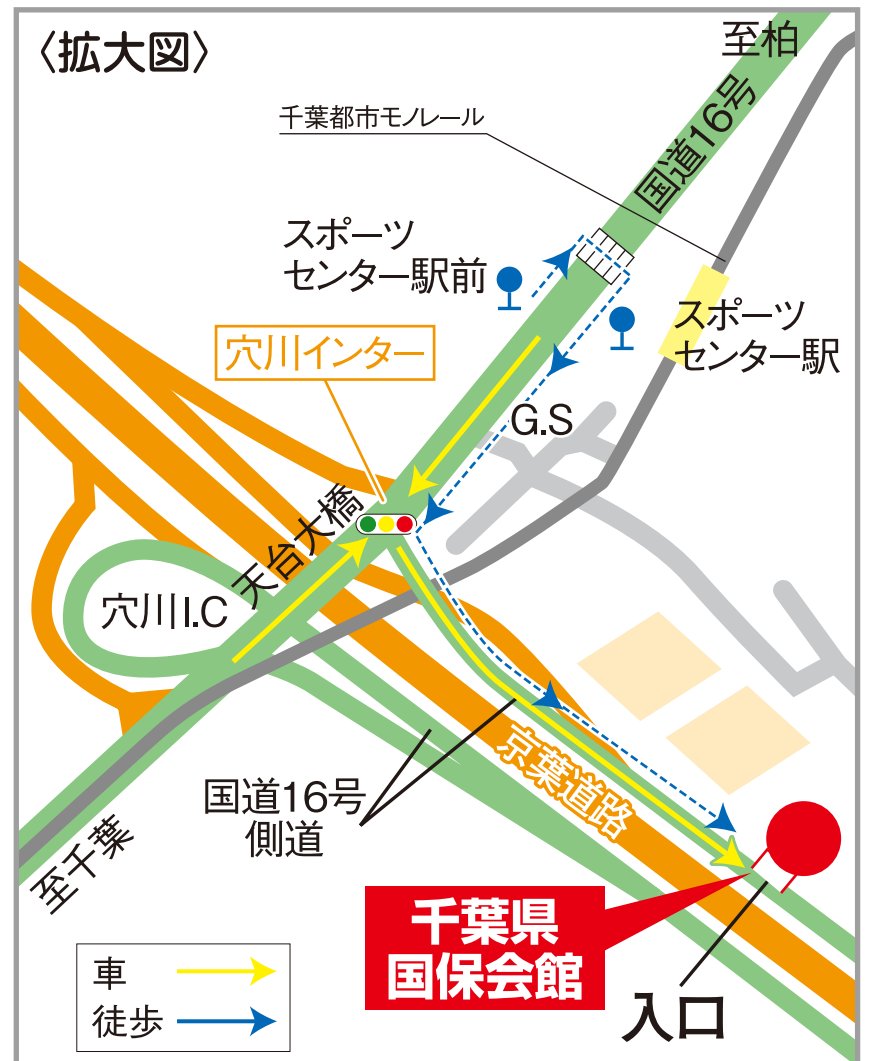 〈拡大図〉
至柏
千葉都市モノレール
国道16号
スポーツ
センター駅前
スポーツ
センター駅
穴川インター
G.S
天台大橋
穴川I.C
京葉道路
国道16号
側道
至千葉
千葉県
国保会館
入口
車
徒歩